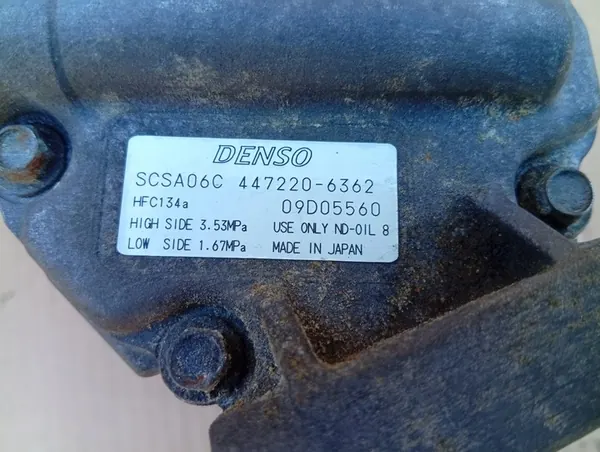 DENSO
SCSA06C 447220-6362
HFC134a 09D05560
HIGH SIDE 3.53MPa USE ONLY ND-OIL 8
LOW SIDE 1.67MPa MADE IN JAPAN